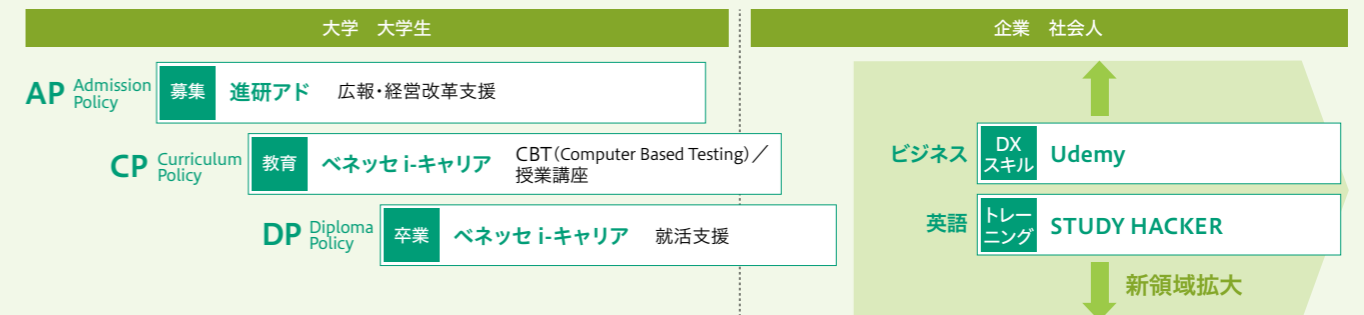 大学　大学生
企業　社会人
AP Admission
Policy
募集
進研アド
広報・経営改革支援
CP Curriculum
Policy
教育
ベネッセ i-キャリア
CBT（Computer Based Testing）／
授業講座
DP Diploma
Policy
卒業
ベネッセ i-キャリア
就活支援
ビジネス
DX
スキル
Udemy
英語
トレー
ニング
STUDY HACKER
新領域拡大